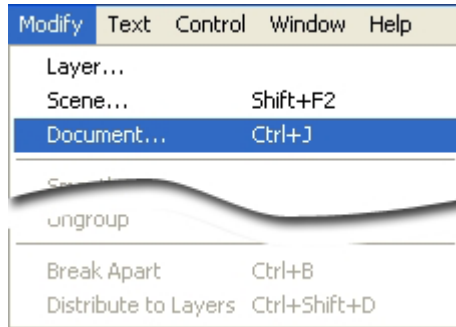 Modify Text Control Window Help
Layer...
Scene... Shift+F2
Document... Ctrl+J
Ungroup
Break Apart Ctrl+B
Distribute to Layers Ctrl+Shift+D